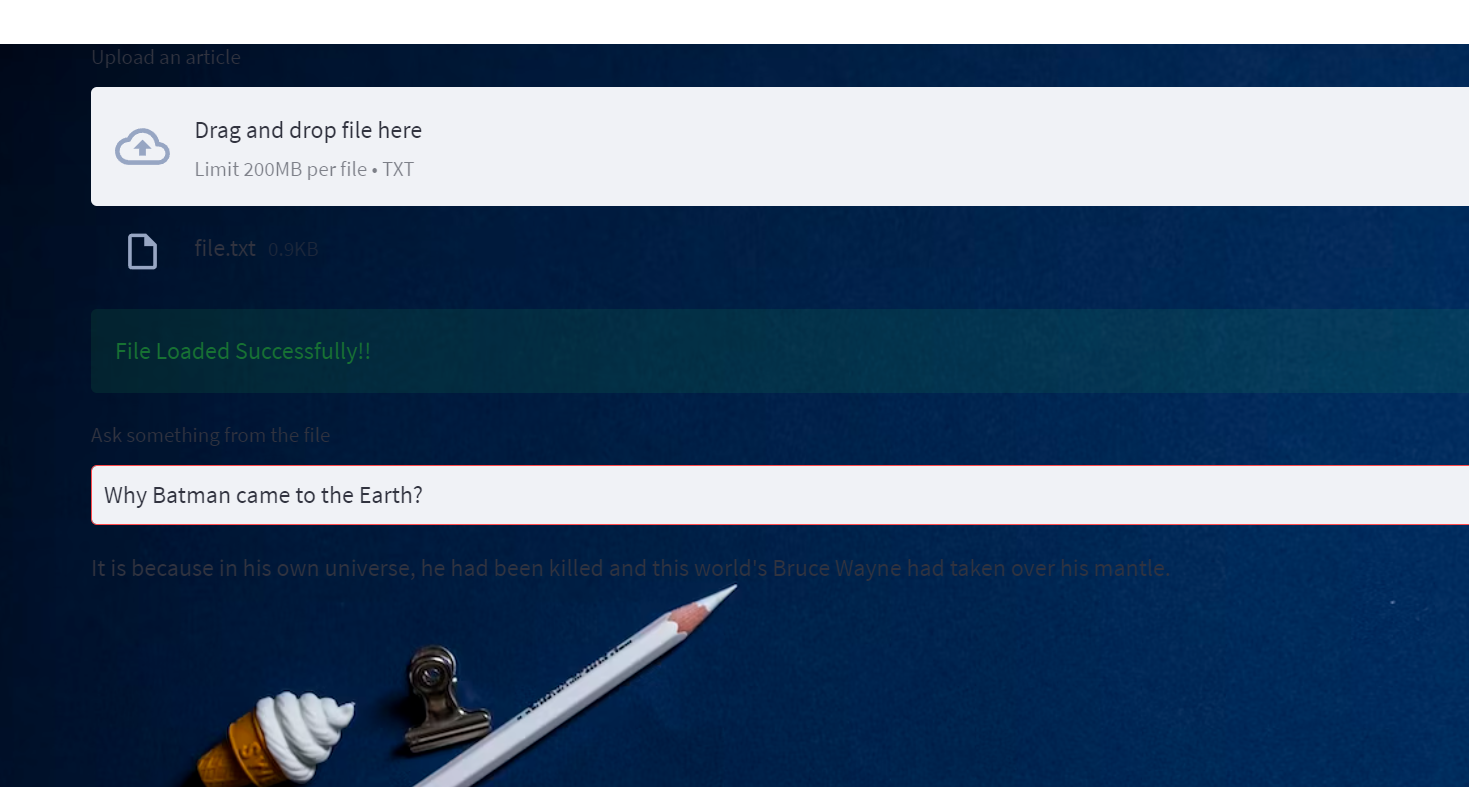 Upload an article
Drag and drop file here
Limit 200MB per file • TXT
file.txt 0.9KB
File Loaded Successfully!!
Ask something from the file
Why Batman came to the Earth?
It is because in his own universe, he had been killed and this world's Bruce Wayne had taken over his mantle.